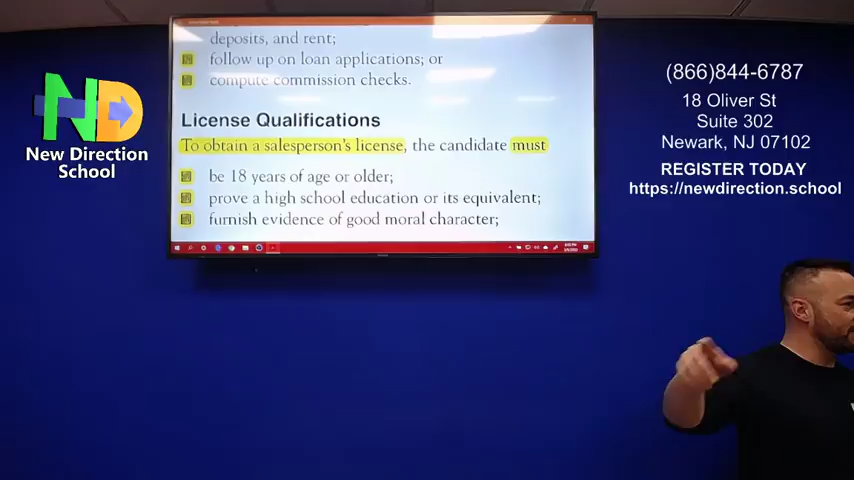 deposits, and rent;
follow up on loan applications; or
compute commission checks.
License Qualifications
To obtain a salesperson's license, the candidate must
be 18 years of age or older;
prove a high school education or its equivalent;
furnish evidence of good moral character;
ND
New Direction
School
(866)844-6787
18 Oliver St
Suite 302
Newark, NJ 07102
REGISTER TODAY
https://newdirection.school